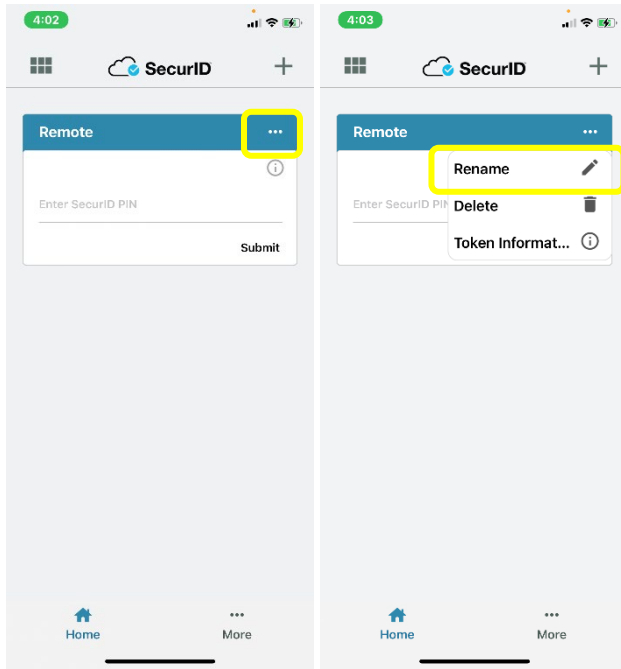 4:02
SecurID
Remote
Enter SecurID PIN
Submit
Home
More
4:03
SecurID
Remote
Rename
Enter SecurID PIN
Delete
Token Informat...
Home
More